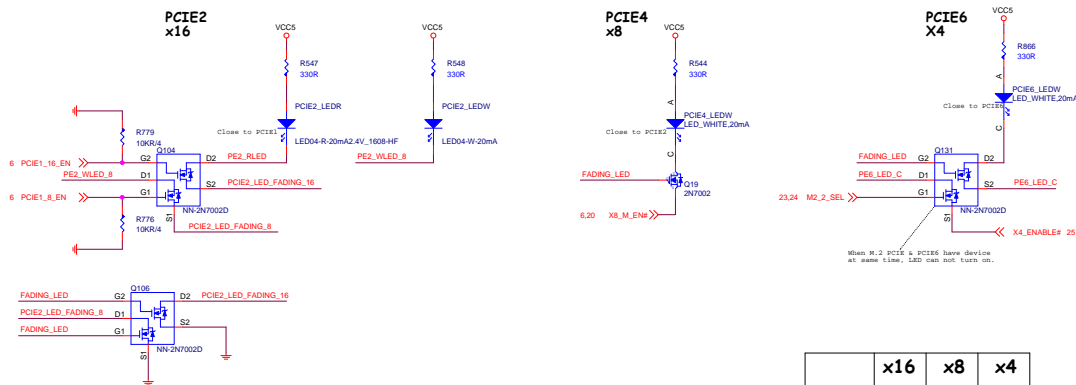 PCIE2
x16
VCC5
R547
330R
PCIE2_LEDR
Close to PCIE1
LED04-R-20mA2.4V_1608-HF
VCC5
R548
330R
PCIE2_LEDW
LED04-W-20mA
PE2_WLED_8
R779
10KR/4
Q104
6 PCIE1_16_EN
G2
D2
PE2_RLED
PE2_WLED_8
D1
S2
PCIE2_LED_FADING_16
6 PCIE1_8_EN
G1
S1
NN-2N7002D
R776
10KR/4
PCIE2_LED_FADING_8
Q106
FADING_LED
G2
D2
PCIE2_LED_FADING_16
PCIE2_LED_FADING_8
D1
S2
FADING_LED
G1
S1
NN-2N7002D
PCIE4
x8
VCC5
R544
330R
A
PCIE4_LEDW
LED_WHITE,20mA
Close to PCIE2
C
FADING_LED
Q19
2N7002
6,20 X8_M_EN#
PCIE6
X4
VCC5
R866
330R
A
PCIE6_LEDW
LED_WHITE,20mA
Close to PCIE6
C
Q131
FADING_LED
G2
D2
PE6_LED_C
D1
S2
PE6_LED_C
23,24 M2_2_SEL
G1
S1
NN-2N7002D
X4_ENABLE# 25
When M.2 PCIE & PCIE6 have device
at same time, LED can not turn on.
x16 x8 x4